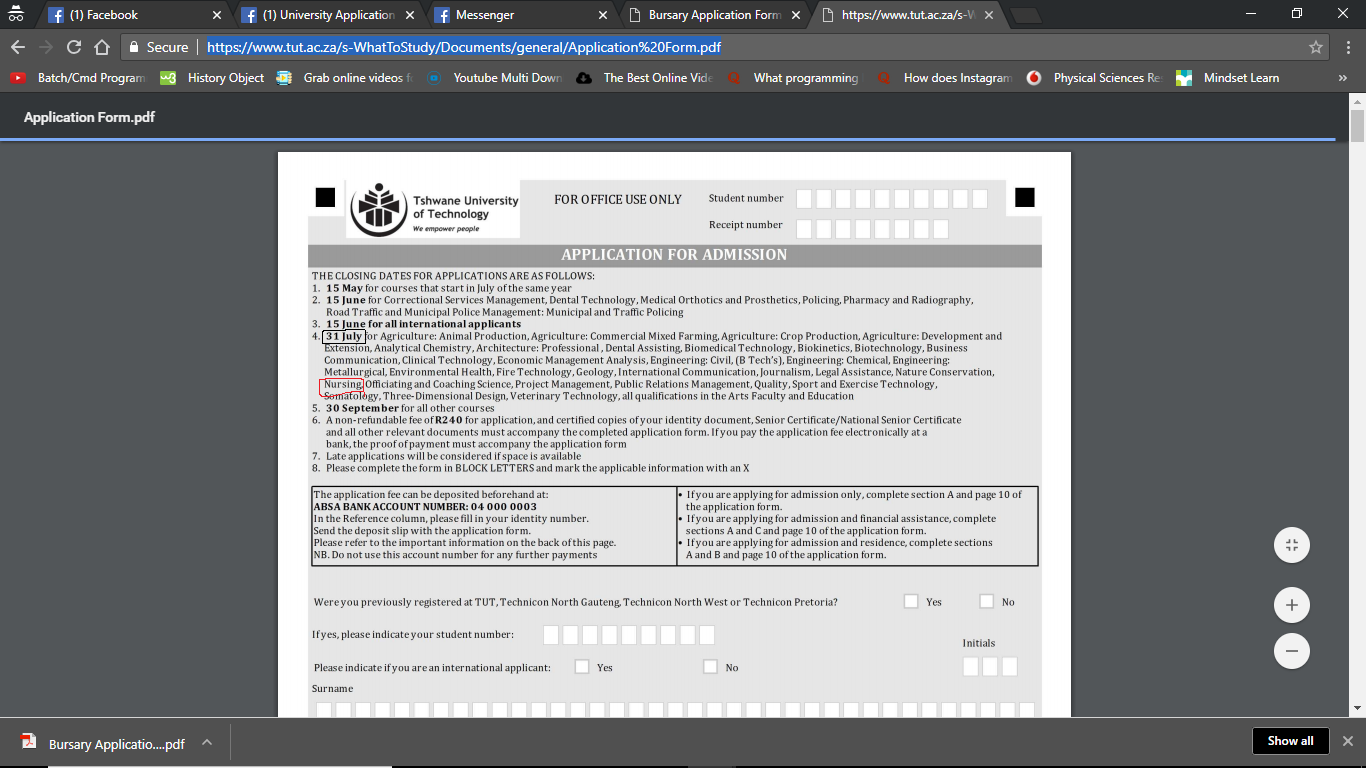 (1) Facebook
(1) University Application
Messenger
Bursary Application Form
https://www.tut.ac.za/s-W
Secure
https://www.tut.ac.za/s-WhatToStudy/Documents/general/Application%20Form.pdf
Batch/Cmd Program
History Object
Grab online videos f
Youtube Multi Down
The Best Online Vide
What programming
How does Instagram
Physical Sciences Re
Mindset Learn
Application Form.pdf
Tshwane University
of Technology
We empower people
FOR OFFICE USE ONLY
Student number
Receipt number
APPLICATION FOR ADMISSION
THE CLOSING DATES FOR APPLICATIONS ARE AS FOLLOWS:
1. 15 May for courses that start in July of the same year
2. 15 June for Correctional Services Management, Dental Technology, Medical Orthotics and Prosthetics, Policing, Pharmacy and Radiography,
Road Traffic and Municipal Police Management: Municipal and Traffic Policing
3. 15 June for all international applicants
4. 31 July for Agriculture: Animal Production, Agriculture: Commercial Mixed Farming, Agriculture: Crop Production, Agriculture: Development and
Extension, Analytical Chemistry, Architecture: Professional, Dental Assisting, Biomedical Technology, Biokinetics, Biotechnology, Business
Communication, Clinical Technology, Economic Management Analysis, Engineering: Civil, (B Tech's), Engineering: Chemical, Engineering:
Metallurgical, Environmental Health, Fire Technology, Geology, International Communication, Journalism, Legal Assistance, Nature Conservation,
Nursing, Officiating and Coaching Science, Project Management, Public Relations Management, Quality, Sport and Exercise Technology,
Somatology, Three-Dimensional Design, Veterinary Technology, all qualifications in the Arts Faculty and Education
5. 30 September for all other courses
6. A non-refundable fee of R240 for application, and certified copies of your identity document, Senior Certificate/National Senior Certificate
and all other relevant documents must accompany the completed application form. If you pay the application fee electronically at a
bank, the proof of payment must accompany the application form
7. Late applications will be considered if space is available
8. Please complete the form in BLOCK LETTERS and mark the applicable information with an X
The application fee can be deposited beforehand at:
ABSA BANK ACCOUNT NUMBER: 04 000 0003
In the Reference column, please fill in your identity number.
Send the deposit slip with the application form.
Please refer to the important information on the back of this page.
NB. Do not use this account number for any further payments
• If you are applying for admission only, complete section A and page 10 of
the application form.
• If you are applying for admission and financial assistance, complete
sections A and C and page 10 of the application form.
• If you are applying for admission and residence, complete sections
A and B and page 10 of the application form.
Were you previously registered at TUT, Technicon North Gauteng, Technicon North West or Technicon Pretoria?
Yes
No
If yes, please indicate your student number:
Initials
Please indicate if you are an international applicant:
Yes
No
Surname
Bursary Applicatio....pdf
Show all